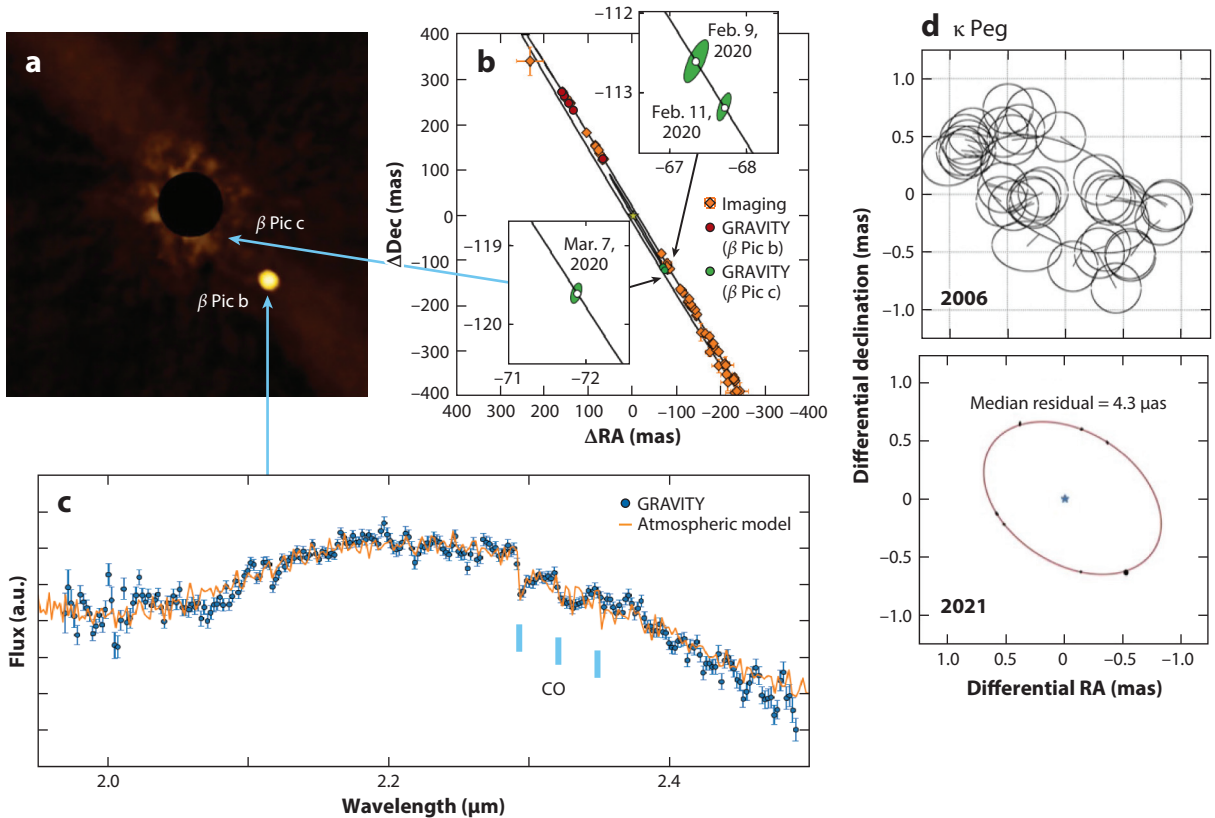 a
β Pic c
β Pic b
b
400
300
200
100
0
−100
−200
−300
−400
ΔDec (mas)
400
300
200
100
0
−100
−200
−300
−400
ΔRA (mas)
−112
−113
−67
−68
Feb. 9,
2020
Feb. 11,
2020
Imaging
GRAVITY
(β Pic b)
GRAVITY
(β Pic c)
−119
−120
−71
−72
Mar. 7,
2020
c
GRAVITY
Atmospheric model
CO
Flux (a.u.)
2.0
2.2
2.4
Wavelength (μm)
d
κ Peg
1.0
0.5
0
−0.5
−1.0
2006
Differential declination (mas)
1.0
0.5
0
−0.5
−1.0
Median residual = 4.3 μas
2021
1.0
0.5
0
−0.5
−1.0
Differential RA (mas)